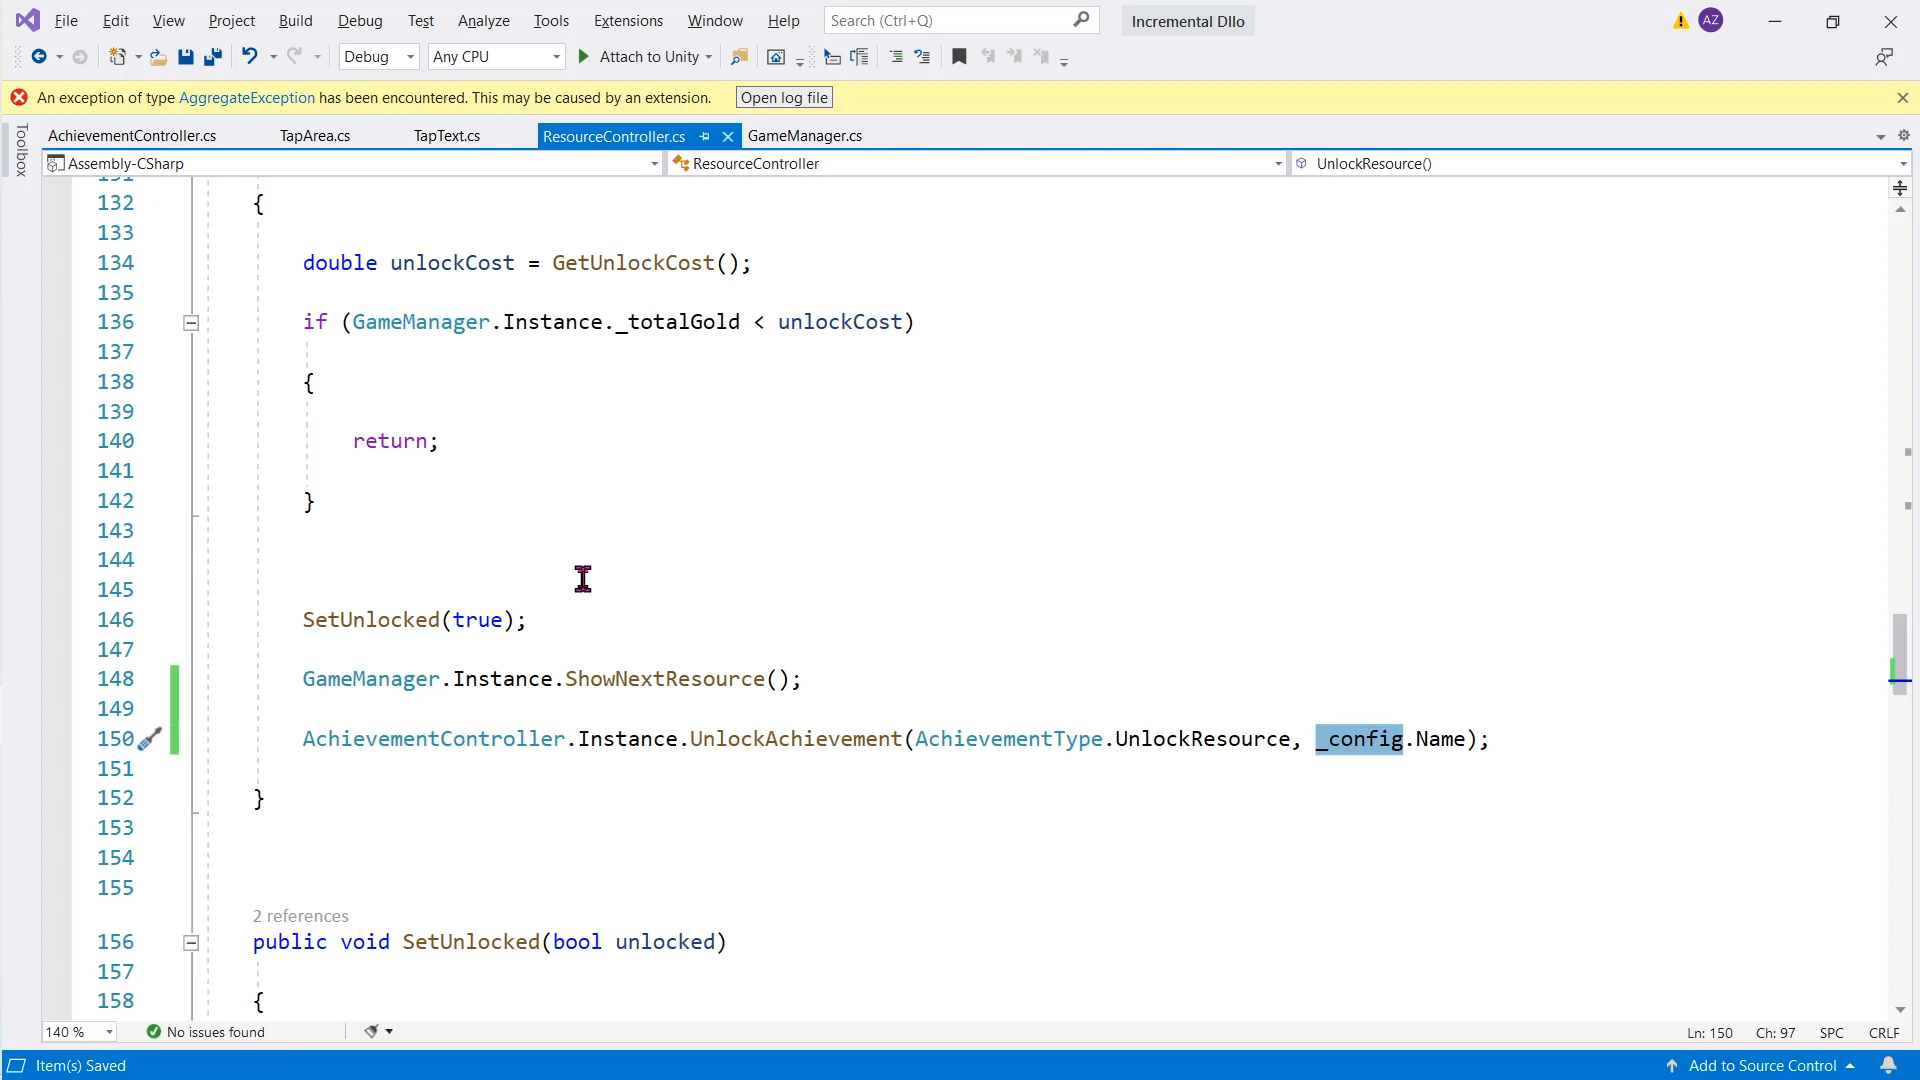 File Edit View Project Build Debug Test Analyze Tools Extensions Window Help Search (Ctrl+Q) Incremental Dllo AZ
Debug Any CPU Attach to Unity
An exception of type AggregateException has been encountered. This may be caused by an extension. Open log file
Toolbox
AchievementController.cs TapArea.cs TapText.cs ResourceController.cs GameManager.cs
Assembly-CSharp ResourceController UnlockResource()
132 {
133
134 double unlockCost = GetUnlockCost();
135
136 if (GameManager.Instance._totalGold < unlockCost)
137
138 {
139
140 return;
141
142 }
143
144
145
146 SetUnlocked(true);
147
148 GameManager.Instance.ShowNextResource();
149
150 AchievementController.Instance.UnlockAchievement(AchievementType.UnlockResource, _config.Name);
151
152 }
153
154
155
2 references
156 public void SetUnlocked(bool unlocked)
157
158 {
140 % No issues found Ln: 150 Ch: 97 SPC CRLF
Item(s) Saved Add to Source Control